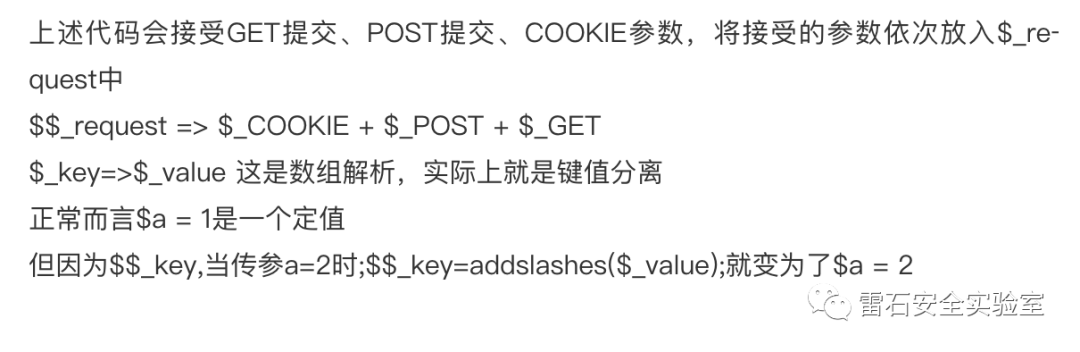 上述代码会接受GET提交、POST提交、COOKIE参数，将接受的参数依次放入$_re-
quest中
$$_request => $_COOKIE + $_POST + $_GET
$_key=>$_value 这是数组解析，实际上就是键值分离
正常而言$a = 1是一个定值
但因为$$_key,当传参a=2时;$$_key=addslashes($_value);就变为了$a = 2
雷石安全实验室